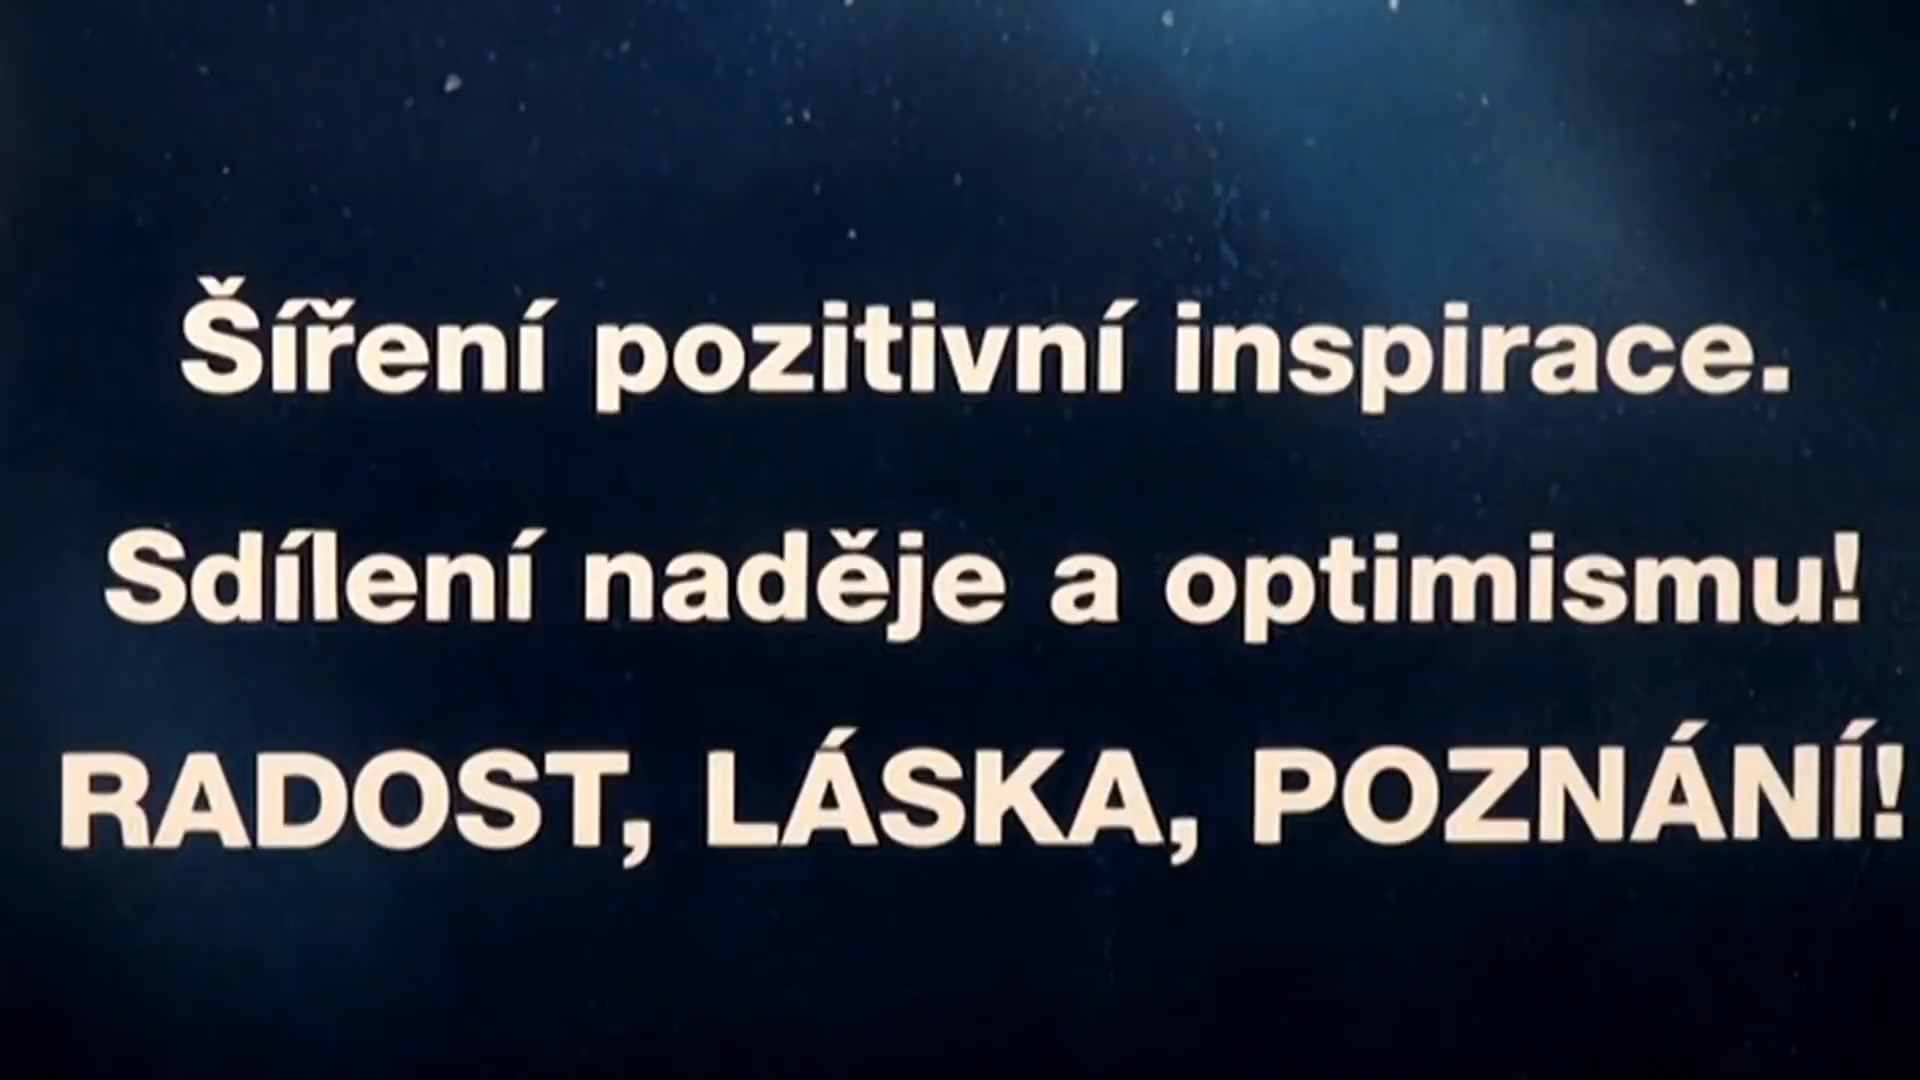 Šíření pozitivní inspirace.
Sdílení naděje a optimismu!
RADOST, LÁSKA, POZNÁNÍ!